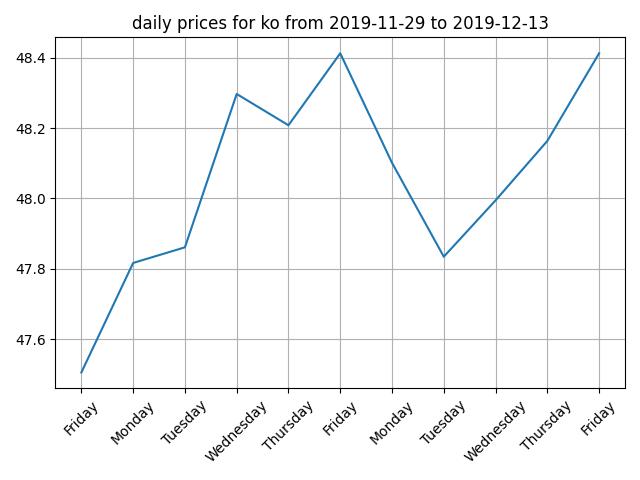 daily prices for ko from 2019-11-29 to 2019-12-13
48.4
48.2
48.0
47.8
47.6
Friday
Monday
Tuesday
Wednesday
Thursday
Friday
Monday
Tuesday
Wednesday
Thursday
Friday